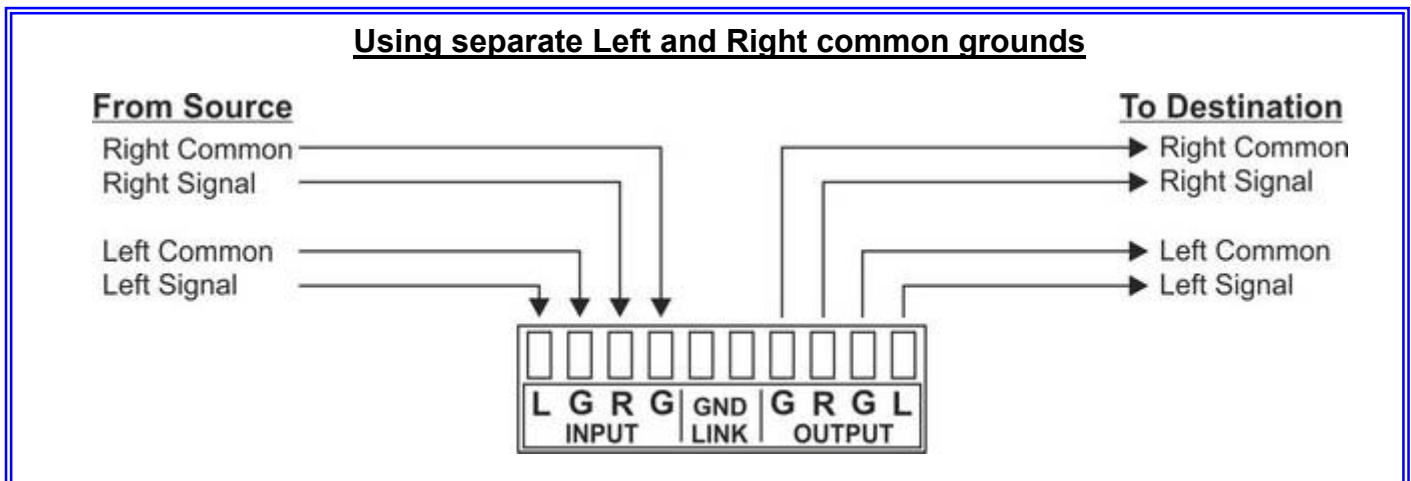 Using separate Left and Right common grounds
From Source
To Destination
Right Common
Right Common
Right Signal
Right Signal
Left Common
Left Common
Left Signal
Left Signal
L G R G GND G R G L
INPUT LINK OUTPUT